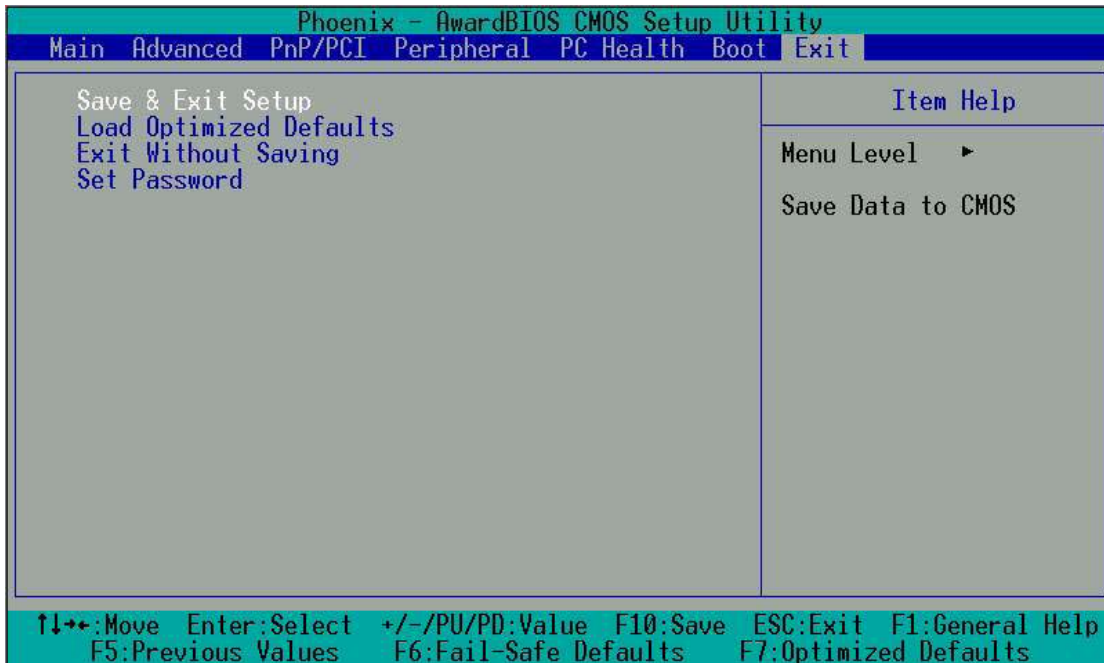 Phoenix - AwardBIOS CMOS Setup Utility
Main Advanced PnP/PCI Peripheral PC Health Boot Exit
Save & Exit Setup
Load Optimized Defaults
Exit Without Saving
Set Password
Item Help
Menu Level ►
Save Data to CMOS
↑↓→←:Move Enter:Select +/-/PU/PD:Value F10:Save ESC:Exit F1:General Help
F5:Previous Values F6:Fail-Safe Defaults F7:Optimized Defaults